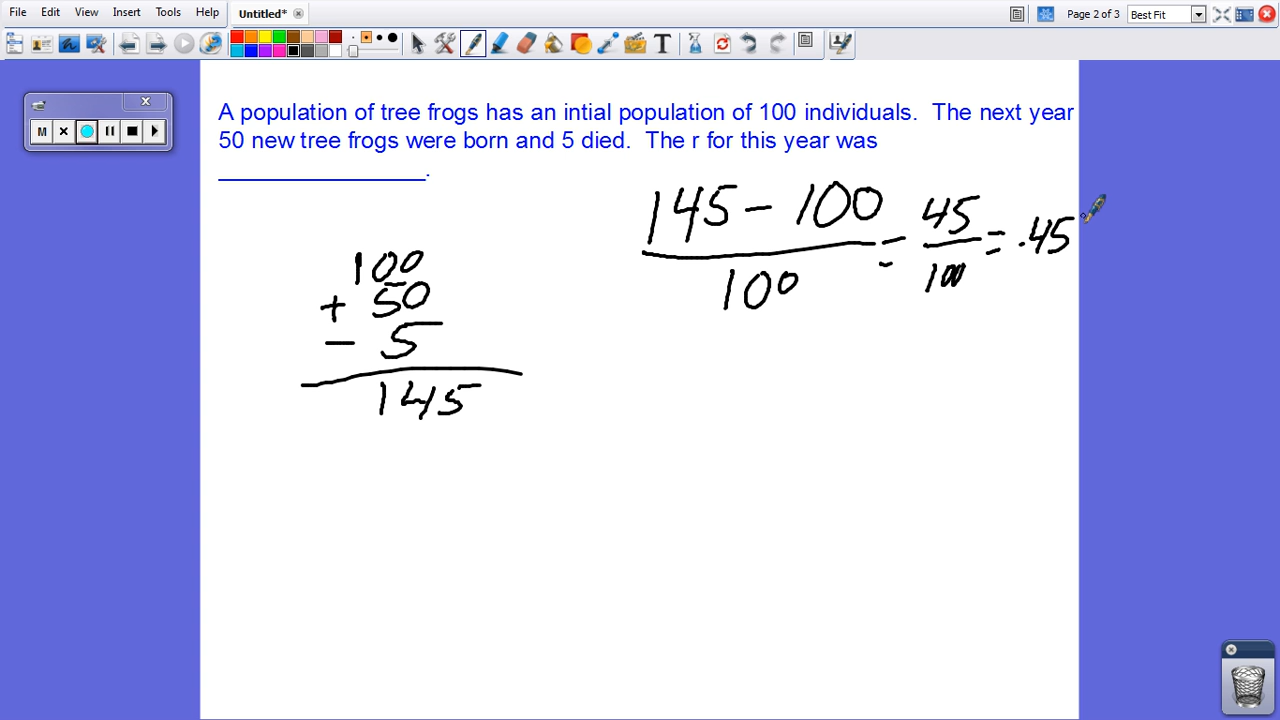 File Edit View Insert Tools Help Untitled* Page 2 of 3 Best Fit
M
A population of tree frogs has an intial population of 100 individuals. The next year
50 new tree frogs were born and 5 died. The r for this year was
________________.
145 - 100 = 45 = .45
100 100
100
+ 50
- 5
145